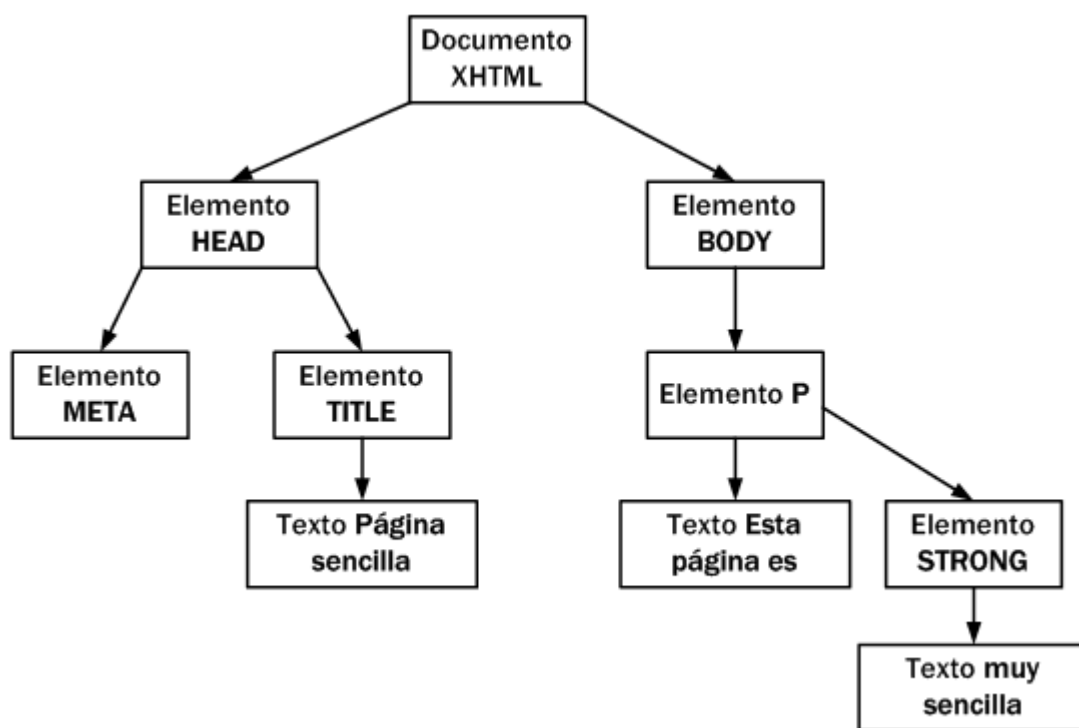 Documento
XHTML
Elemento
HEAD
Elemento
BODY
Elemento
META
Elemento
TITLE
Elemento P
Texto Página
sencilla
Texto Esta
página es
Elemento
STRONG
Texto muy
sencilla